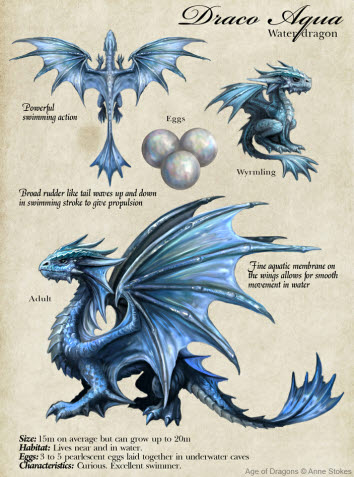 Draco Aqua
Water dragon
Powerful
swimming action
Eggs
Wyrmling
Broad rudder like tail waves up and down
in swimming stroke to give propulsion
Fine aquatic membrane on
the wings allows for smooth
movement in water
Adult
Size: 15m on average but can grow up to 20m
Habitat: Lives near and in water.
Eggs: 3 to 5 pearlescent eggs laid together in underwater caves
Characteristics: Curious. Excellent swimmer.
Age of Dragons © Anne Stokes